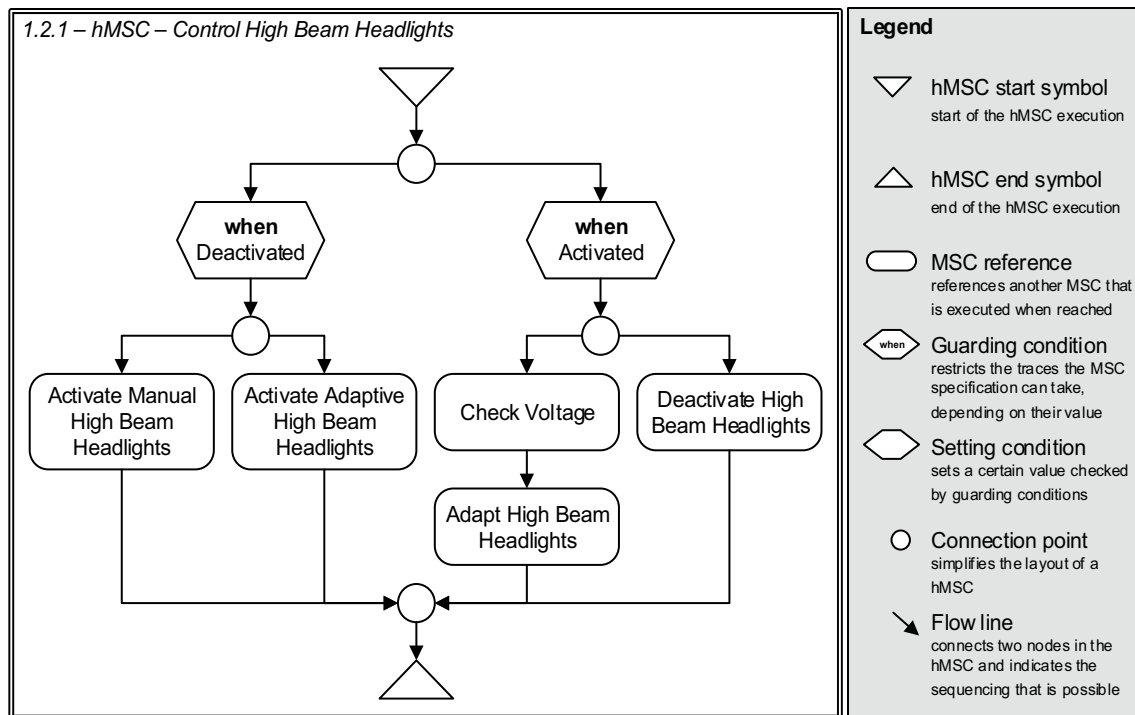 1.2.1 – hMSC – Control High Beam Headlights
when
Deactivated
when
Activated
Activate Manual
High Beam
Headlights
Activate Adaptive
High Beam
Headlights
Check Voltage
Deactivate High
Beam Headlights
Adapt High Beam
Headlights
Legend
hMSC start symbol
start of the hMSC execution
hMSC end symbol
end of the hMSC execution
MSC reference
references another MSC that
is executed when reached
when
Guarding condition
restricts the traces the MSC
specification can take,
depending on their value
Setting condition
sets a certain value checked
by guarding conditions
Connection point
simplifies the layout of a
hMSC
Flow line
connects two nodes in the
hMSC and indicates the
sequencing that is possible